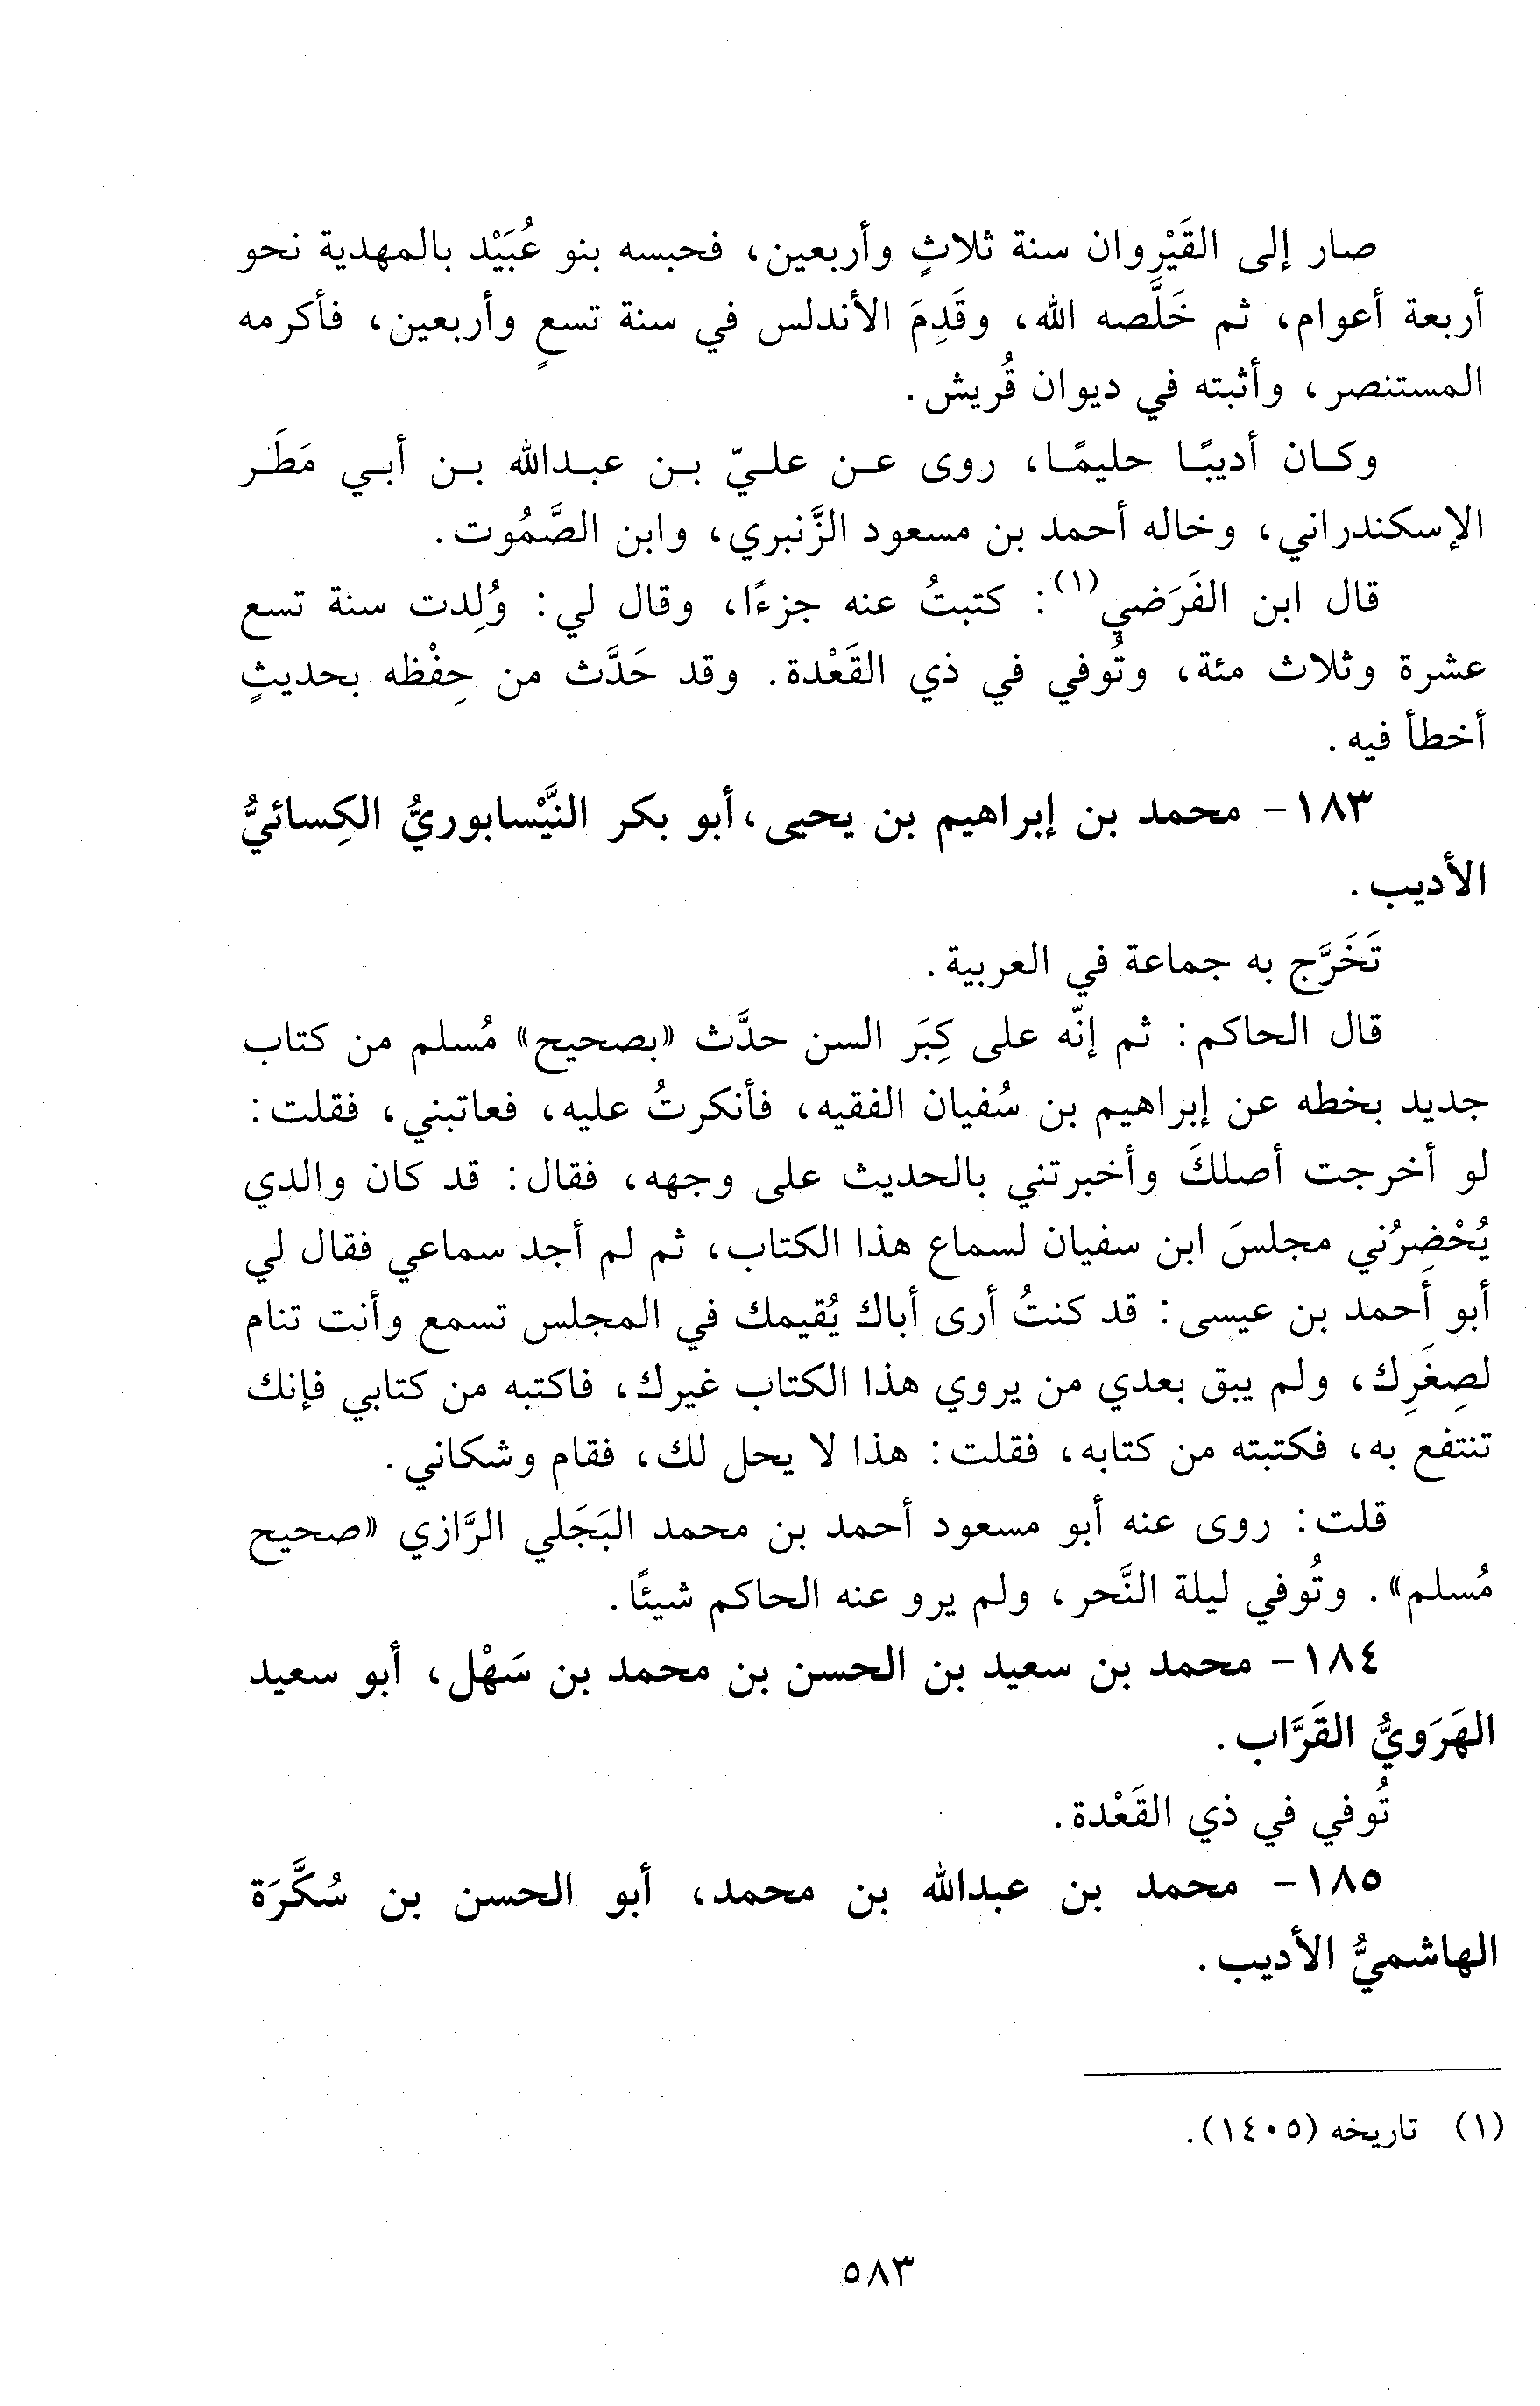 صار إلى القَيْروان سنة ثلاثٍ وأربعين، فحبسه بنو عُبَيْد بالمهدية نحو
أربعة أعوام، ثم خَلَّصه الله، وقَدِمَ الأندلس في سنة تسعٍ وأربعين، فأكرمه
المستنصر، وأثبته في ديوان قُريش.
وكان أديبًا حليمًا، روى عن عليّ بن عبدالله بن أبي مَطَر
الإسكندراني، وخاله أحمد بن مسعود الزَّنبري، وابن الصَّمُوت.
قال ابن الفَرَضي(١): كتبتُ عنه جزءًا، وقال لي: وُلِدت سنة تسع
عشرة وثلاث مئة، وتُوفي في ذي القَعْدة. وقد حَدَّث من حِفْظه بحديثٍ
أخطأ فيه.
١٨٣- محمد بن إبراهيم بن يحيى، أبو بكر النَّيْسابوريُّ الكِسائيُّ
الأديب.
تَخَرَّج به جماعة في العربية.
قال الحاكم: ثم إنّه على كِبَر السن حدَّث «بصحيح» مُسلم من كتاب
جديد بخطه عن إبراهيم بن سُفيان الفقيه، فأنكرتُ عليه، فعاتبني، فقلت:
لو أخرجت أصلكَ وأخبرتني بالحديث على وجهه، فقال: قد كان والدي
يُحْضِرُني مجلسَ ابن سفيان لسماع هذا الكتاب، ثم لم أجد سماعي فقال لي
أبو أحمد بن عيسى: قد كنتُ أرى أباك يُقيمك في المجلس تسمع وأنت تنام
لصِغَرِك، ولم يبق بعدي من يروي هذا الكتاب غيرك، فاكتبه من كتابي فإنك
تنتفع به، فكتبته من كتابه، فقلت: هذا لا يحل لك، فقام وشكاني.
قلت: روى عنه أبو مسعود أحمد بن محمد البَجَلي الرَّازي «صحيح
مُسلم». وتُوفي ليلة النَّحر، ولم يرو عنه الحاكم شيئًا.
١٨٤- محمد بن سعيد بن الحسن بن محمد بن سَهْل، أبو سعيد
الهَرَويُّ القَرَّاب.
تُوفي في ذي القَعْدة.
١٨٥- محمد بن عبدالله بن محمد، أبو الحسن بن سُكَّرَة
الهاشميُّ الأديب.
(١) تاريخه (١٤٠٥).
٥٨٣